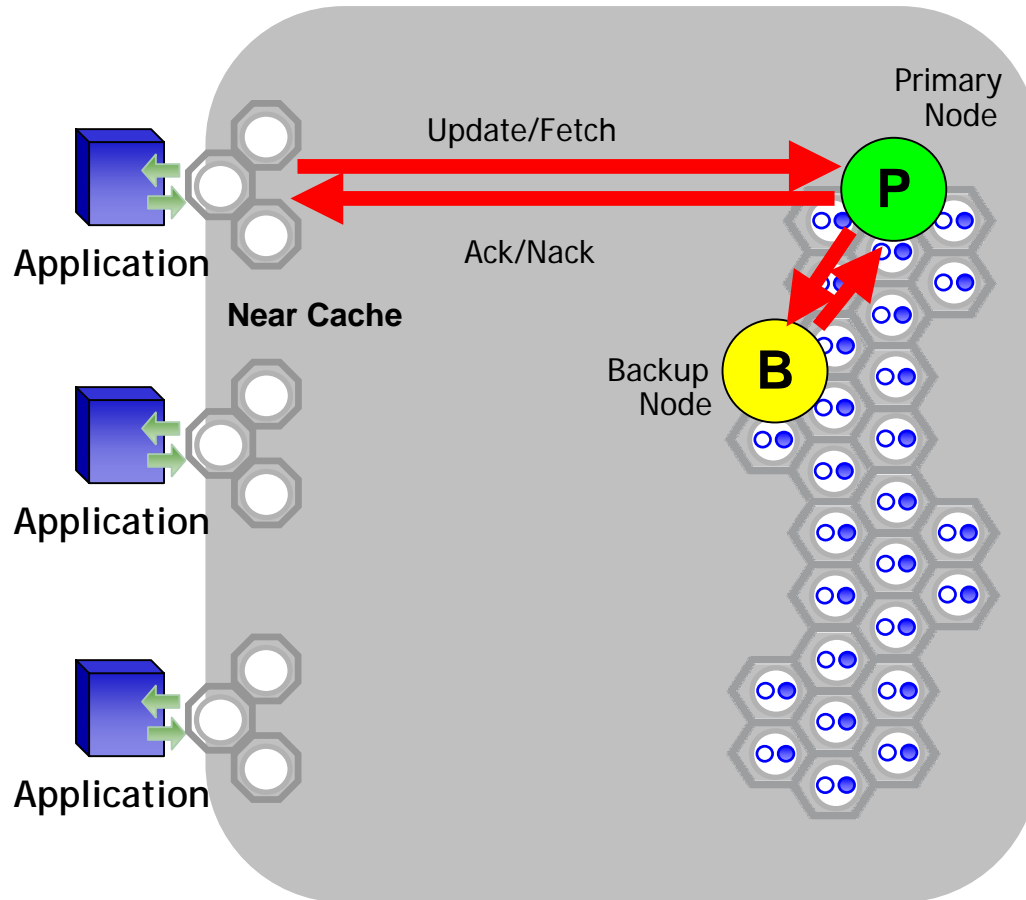 Primary
Node
Update/Fetch
P
Application
Ack/Nack
Near Cache
Backup
Node
B
Application
Application